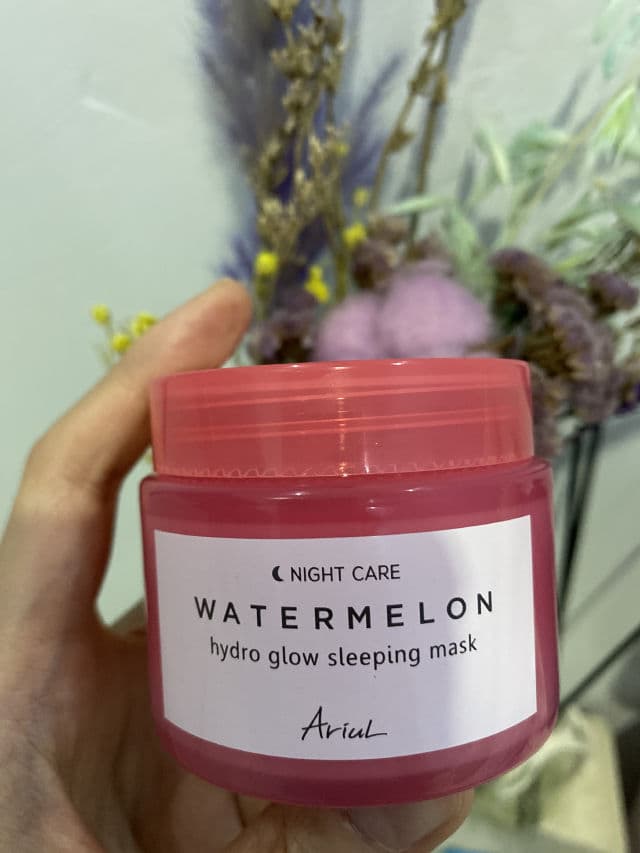 NIGHT CARE
WATERMELON
hydro glow sleeping mask
Ariul